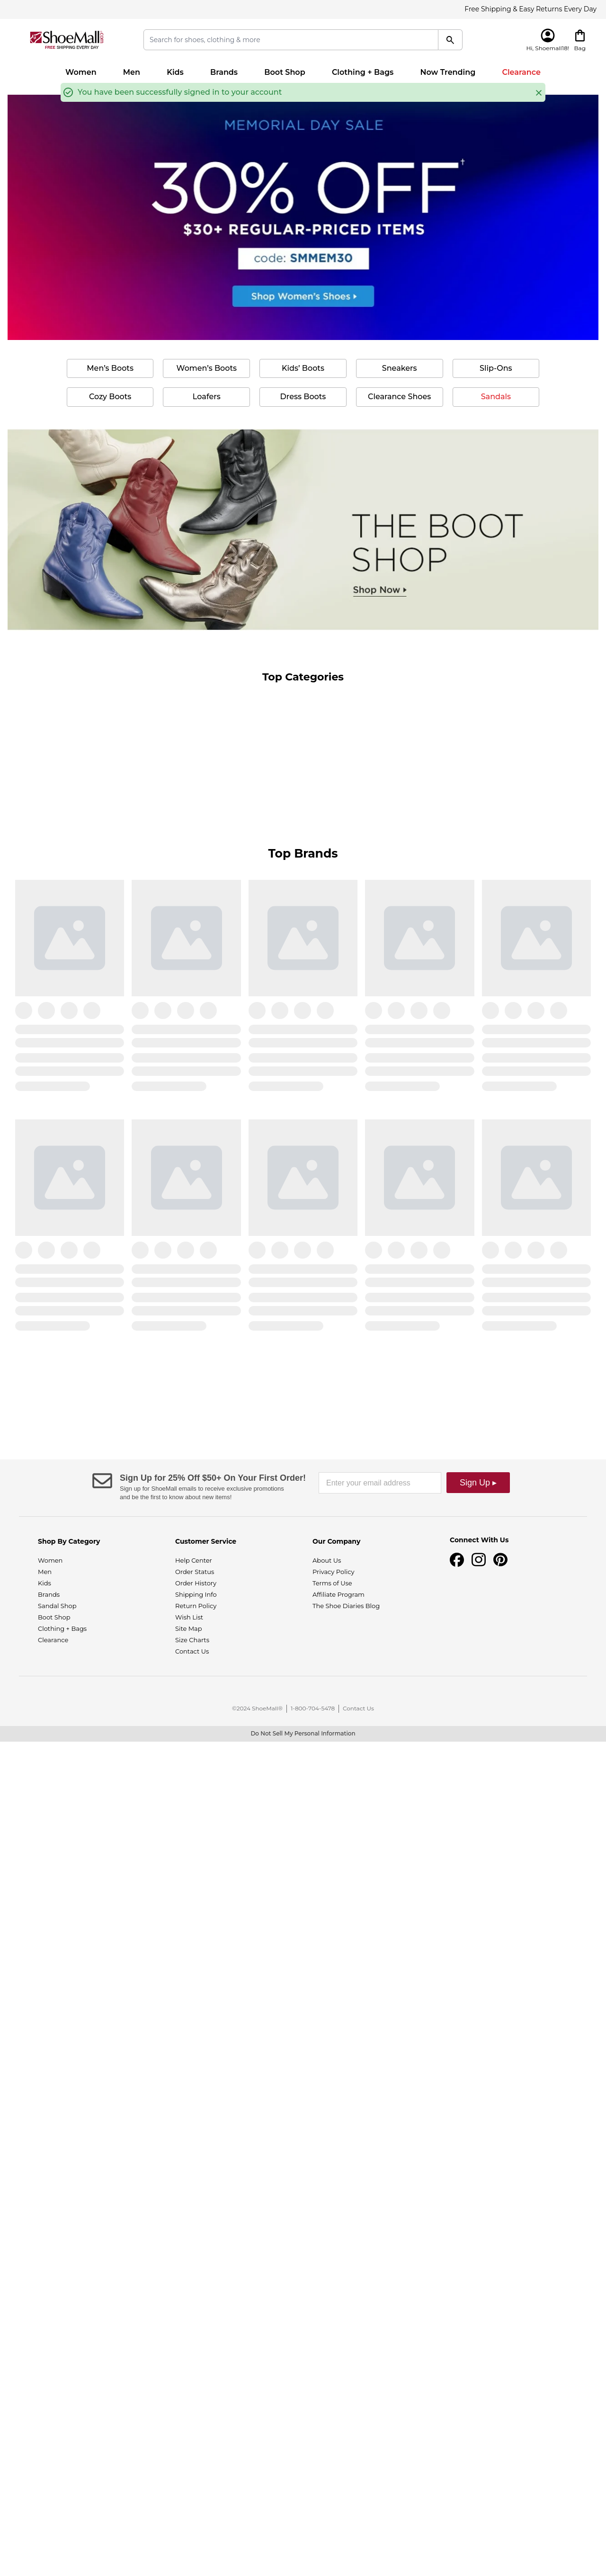 Free Shipping & Easy Returns Every Day
ShoeMall
FREE SHIPPING EVERY DAY
Search for shoes, clothing & more
Hi, Shoemall18!
Bag
Women
Men
Kids
Brands
Boot Shop
Clothing + Bags
Now Trending
Clearance
You have been successfully signed in to your account
MEMORIAL DAY SALE
30% OFF†
$30+ REGULAR-PRICED ITEMS
code: SMMEM30
Shop Women's Shoes
Men's Boots
Women's Boots
Kids' Boots
Sneakers
Slip-Ons
Cozy Boots
Loafers
Dress Boots
Clearance Shoes
Sandals
THE BOOT
SHOP
Shop Now
Top Categories
Top Brands
Sign Up for 25% Off $50+ On Your First Order!
Sign up for ShoeMall emails to receive exclusive promotions
and be the first to know about new items!
Enter your email address
Sign Up ▸
Shop By Category
Women
Men
Kids
Brands
Sandal Shop
Boot Shop
Clothing + Bags
Clearance
Customer Service
Help Center
Order Status
Order History
Shipping Info
Return Policy
Wish List
Site Map
Size Charts
Contact Us
Our Company
About Us
Privacy Policy
Terms of Use
Affiliate Program
The Shoe Diaries Blog
Connect With Us
©2024 ShoeMall®
1-800-704-5478
Contact Us
Do Not Sell My Personal Information